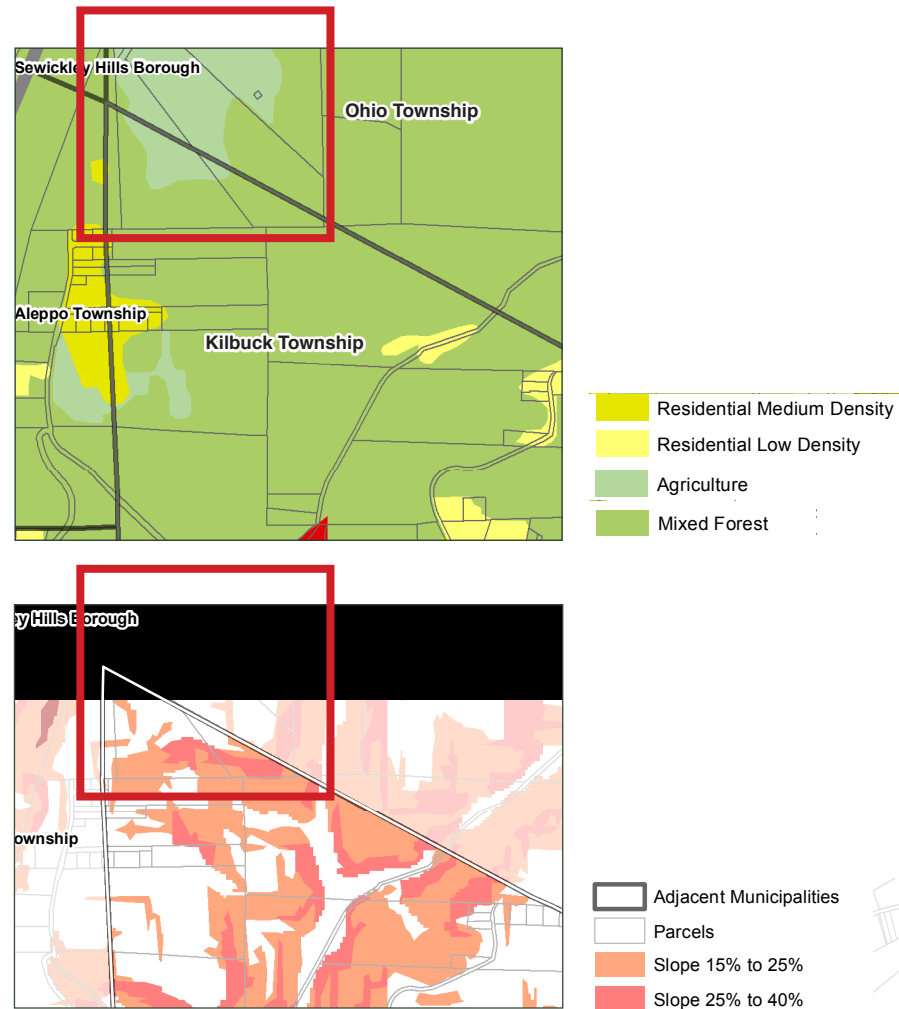 Sewickley Hills Borough
Ohio Township
Aleppo Township
Kilbuck Township
Residential Medium Density
Residential Low Density
Agriculture
Mixed Forest
ey Hills Borough
ownship
Adjacent Municipalities
Parcels
Slope 15% to 25%
Slope 25% to 40%